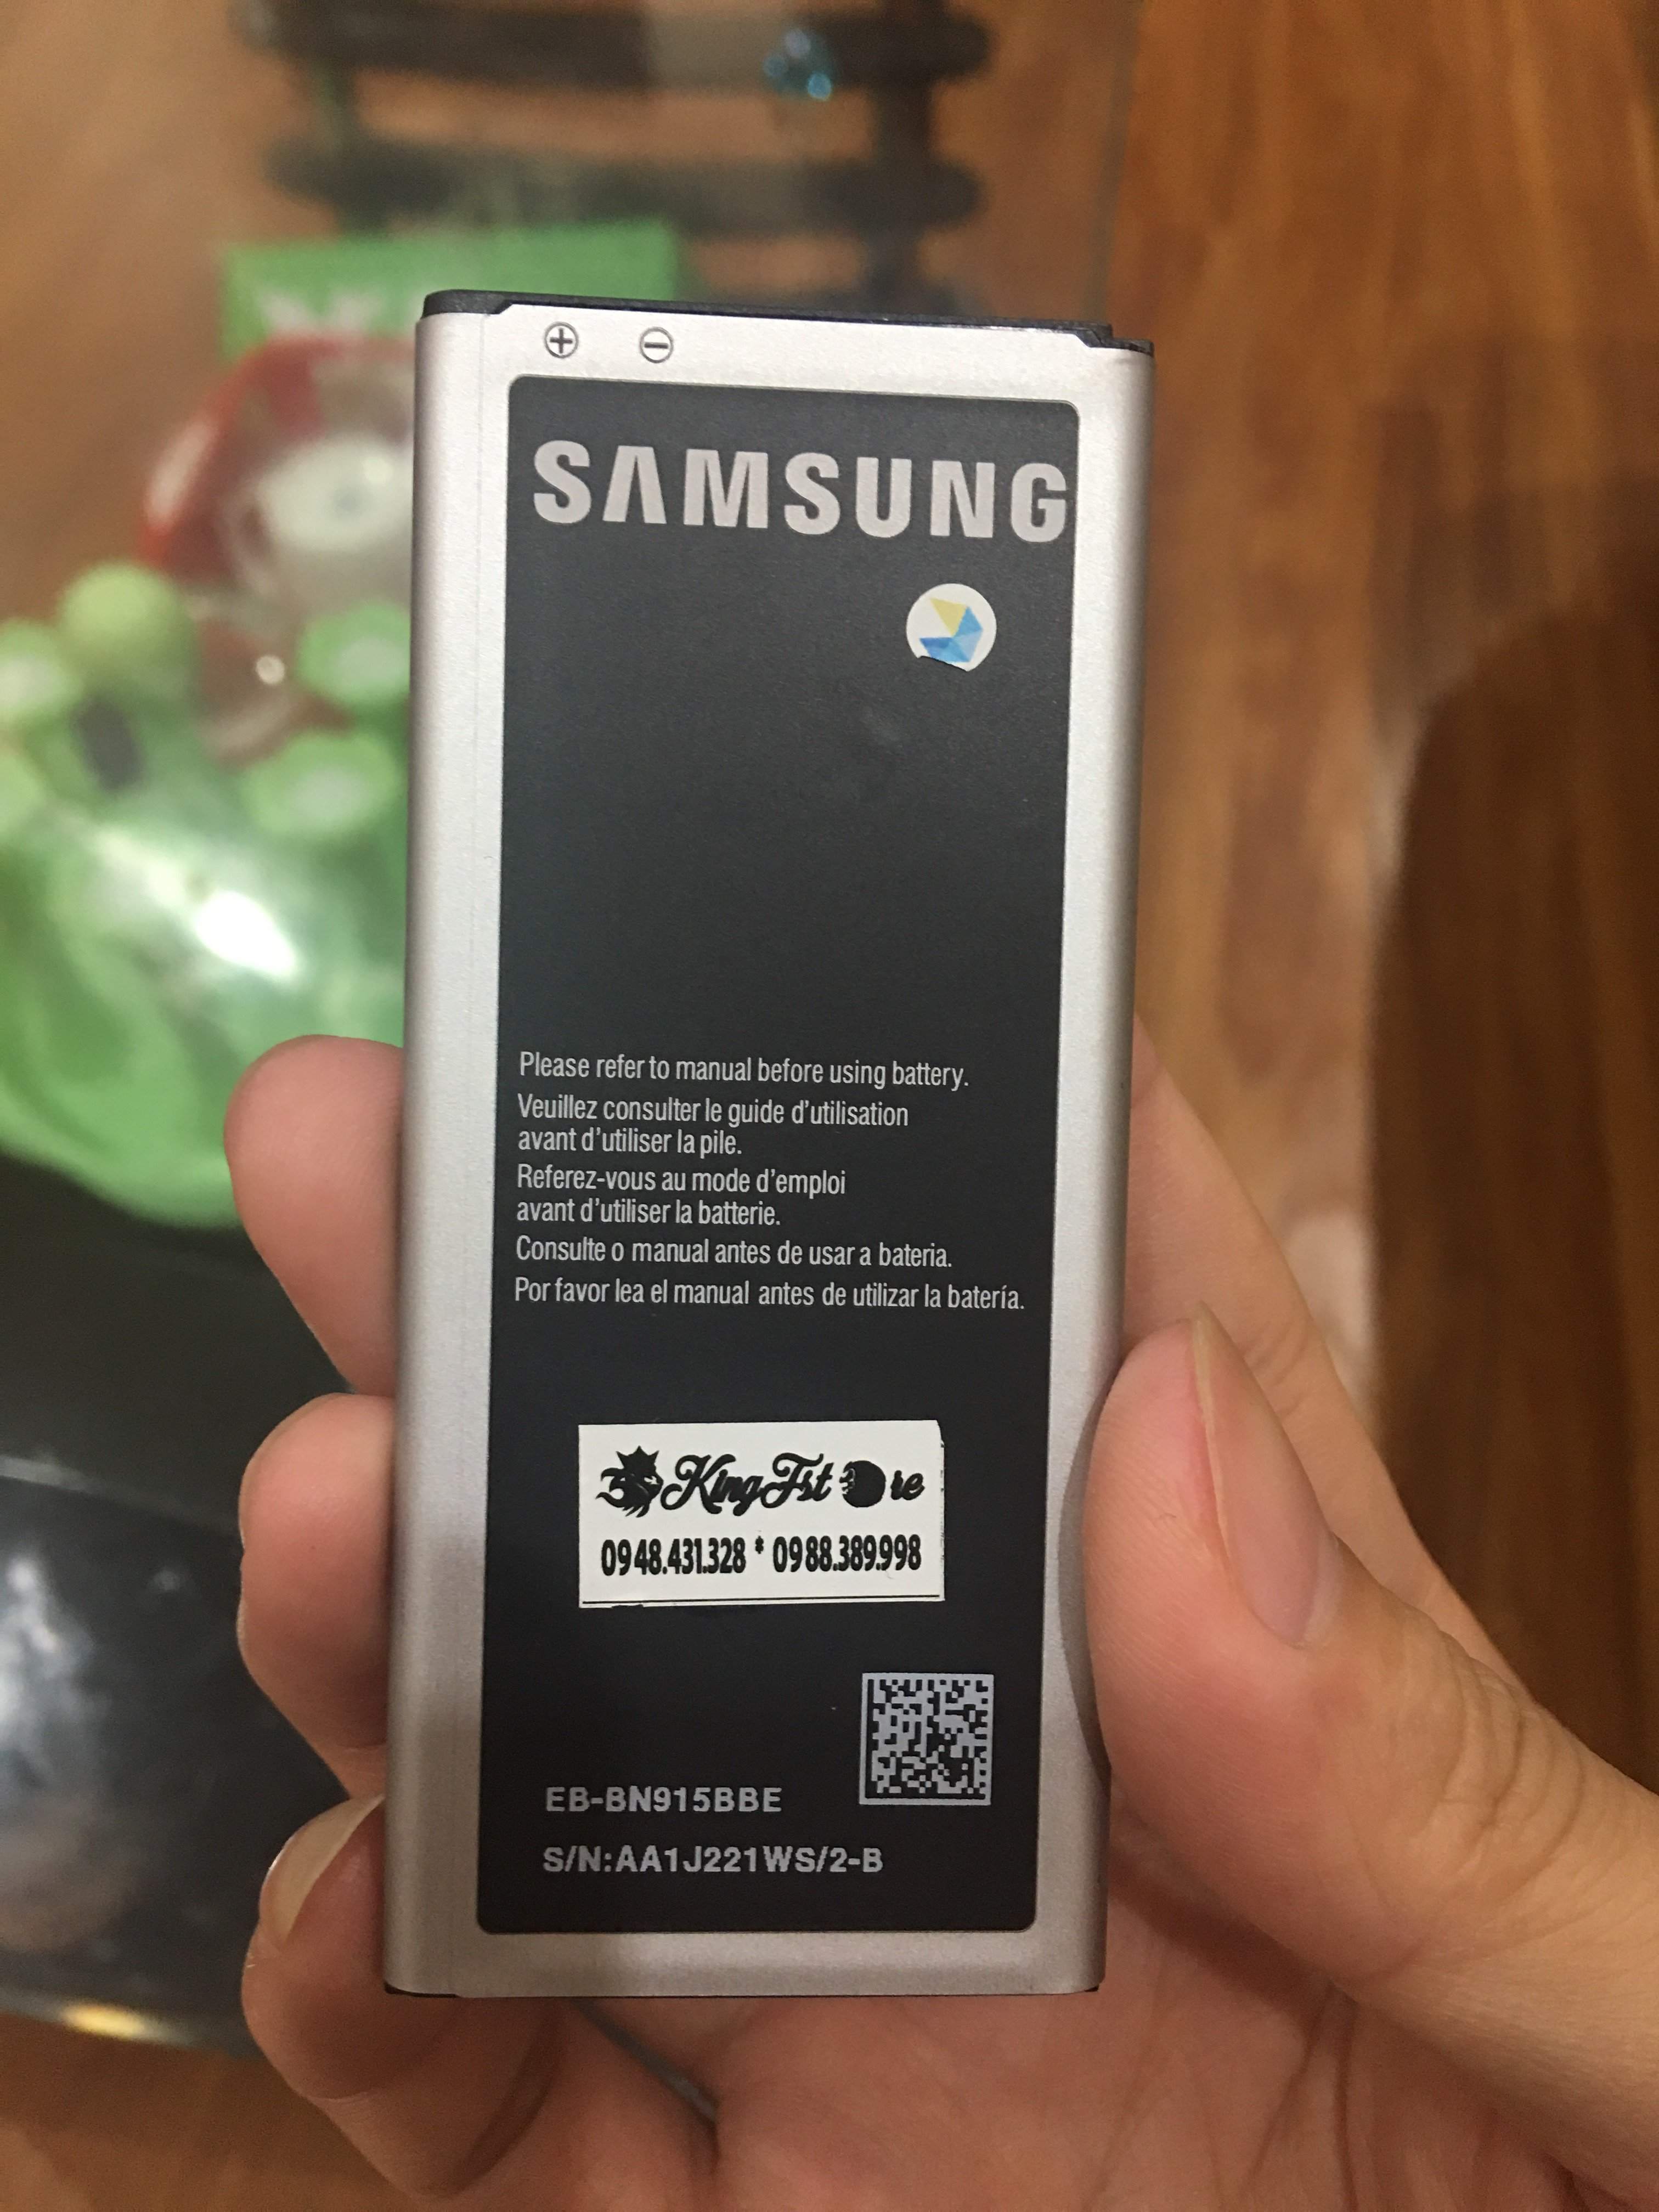 SAMSUNG
Please refer to manual before using battery.
Veuillez consulter le guide d'utilisation
avant d'utiliser la pile.
Referez-vous au mode d'emploi
avant d'utiliser la batterie.
Consulte o manual antes de usar a bateria.
Por favor lea el manual antes de utilizar la batería.
KingFstore
0948.431.328 * 0988.389.998
EB-BN915BBE
S/N:AA1J221WS/2-B